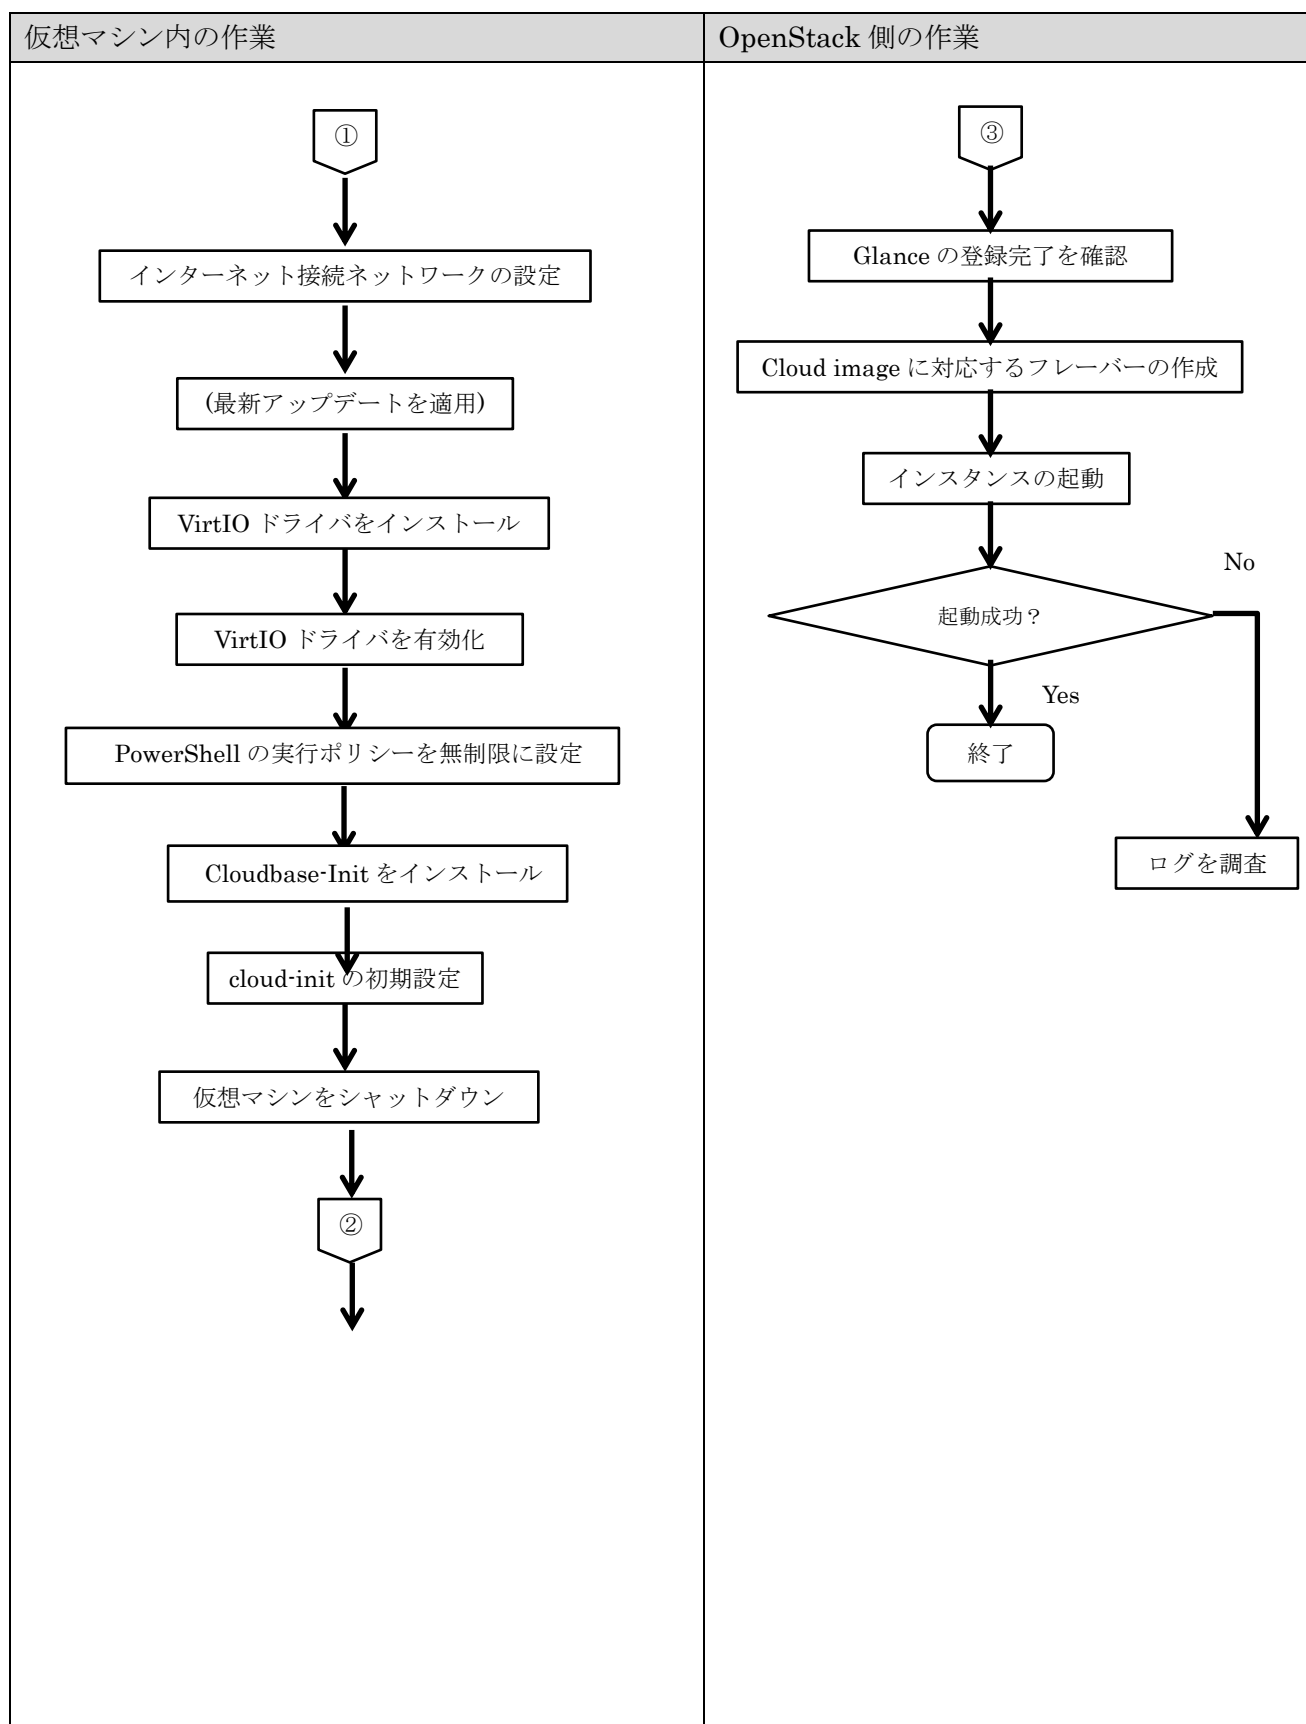 仮想マシン内の作業
①
インターネット接続ネットワークの設定
(最新アップデートを適用)
VirtIO ドライバをインストール
VirtIO ドライバを有効化
PowerShell の実行ポリシーを無制限に設定
Cloudbase-Init をインストール
cloud-init の初期設定
仮想マシンをシャットダウン
②
OpenStack 側の作業
③
Glance の登録完了を確認
Cloud image に対応するフレーバーの作成
インスタンスの起動
No
起動成功？
Yes
終了
ログを調査